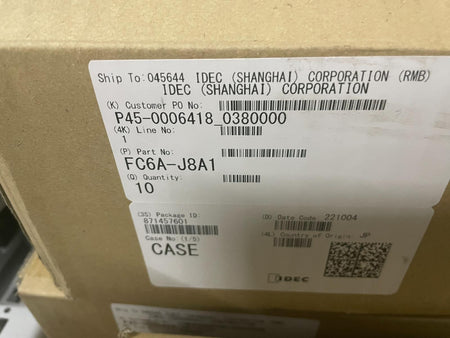 Ship To: 045644 IDEC (SHANGHAI) CORPORATION (RMB)
IDEC (SHANGHAI) CORPORATION
(K) Customer PO No:
P45-0006418_0380000
(4K) Line No:
1
(P) Part No:
FC6A-J8A1
(Q) Quantity:
10
(3S) Package ID: (D) Date Code 221004
871457601
(4L) Country of Origin: JP
Case No (1/5)
CASE
IDEC